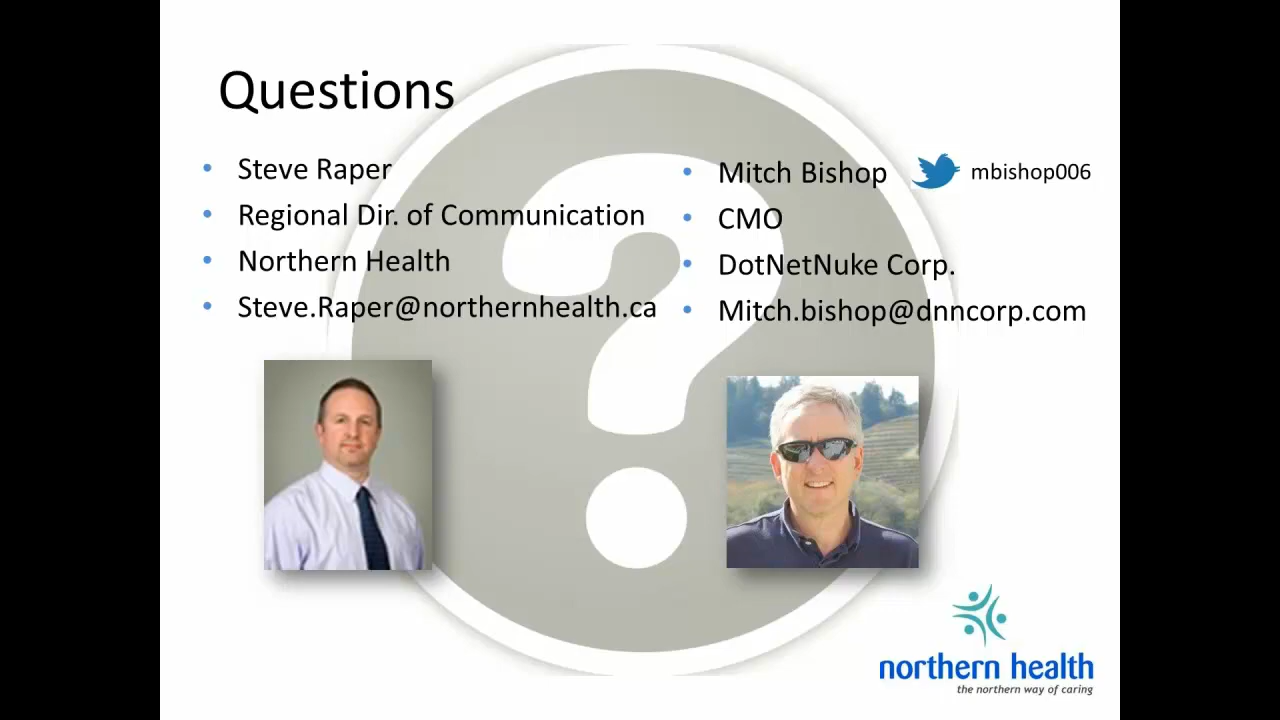 Questions
Steve Raper
Regional Dir. of Communication
Northern Health
Steve.Raper@northernhealth.ca
Mitch Bishop
mbishop006
CMO
DotNetNuke Corp.
Mitch.bishop@dnncorp.com
northern health
the northern way of caring